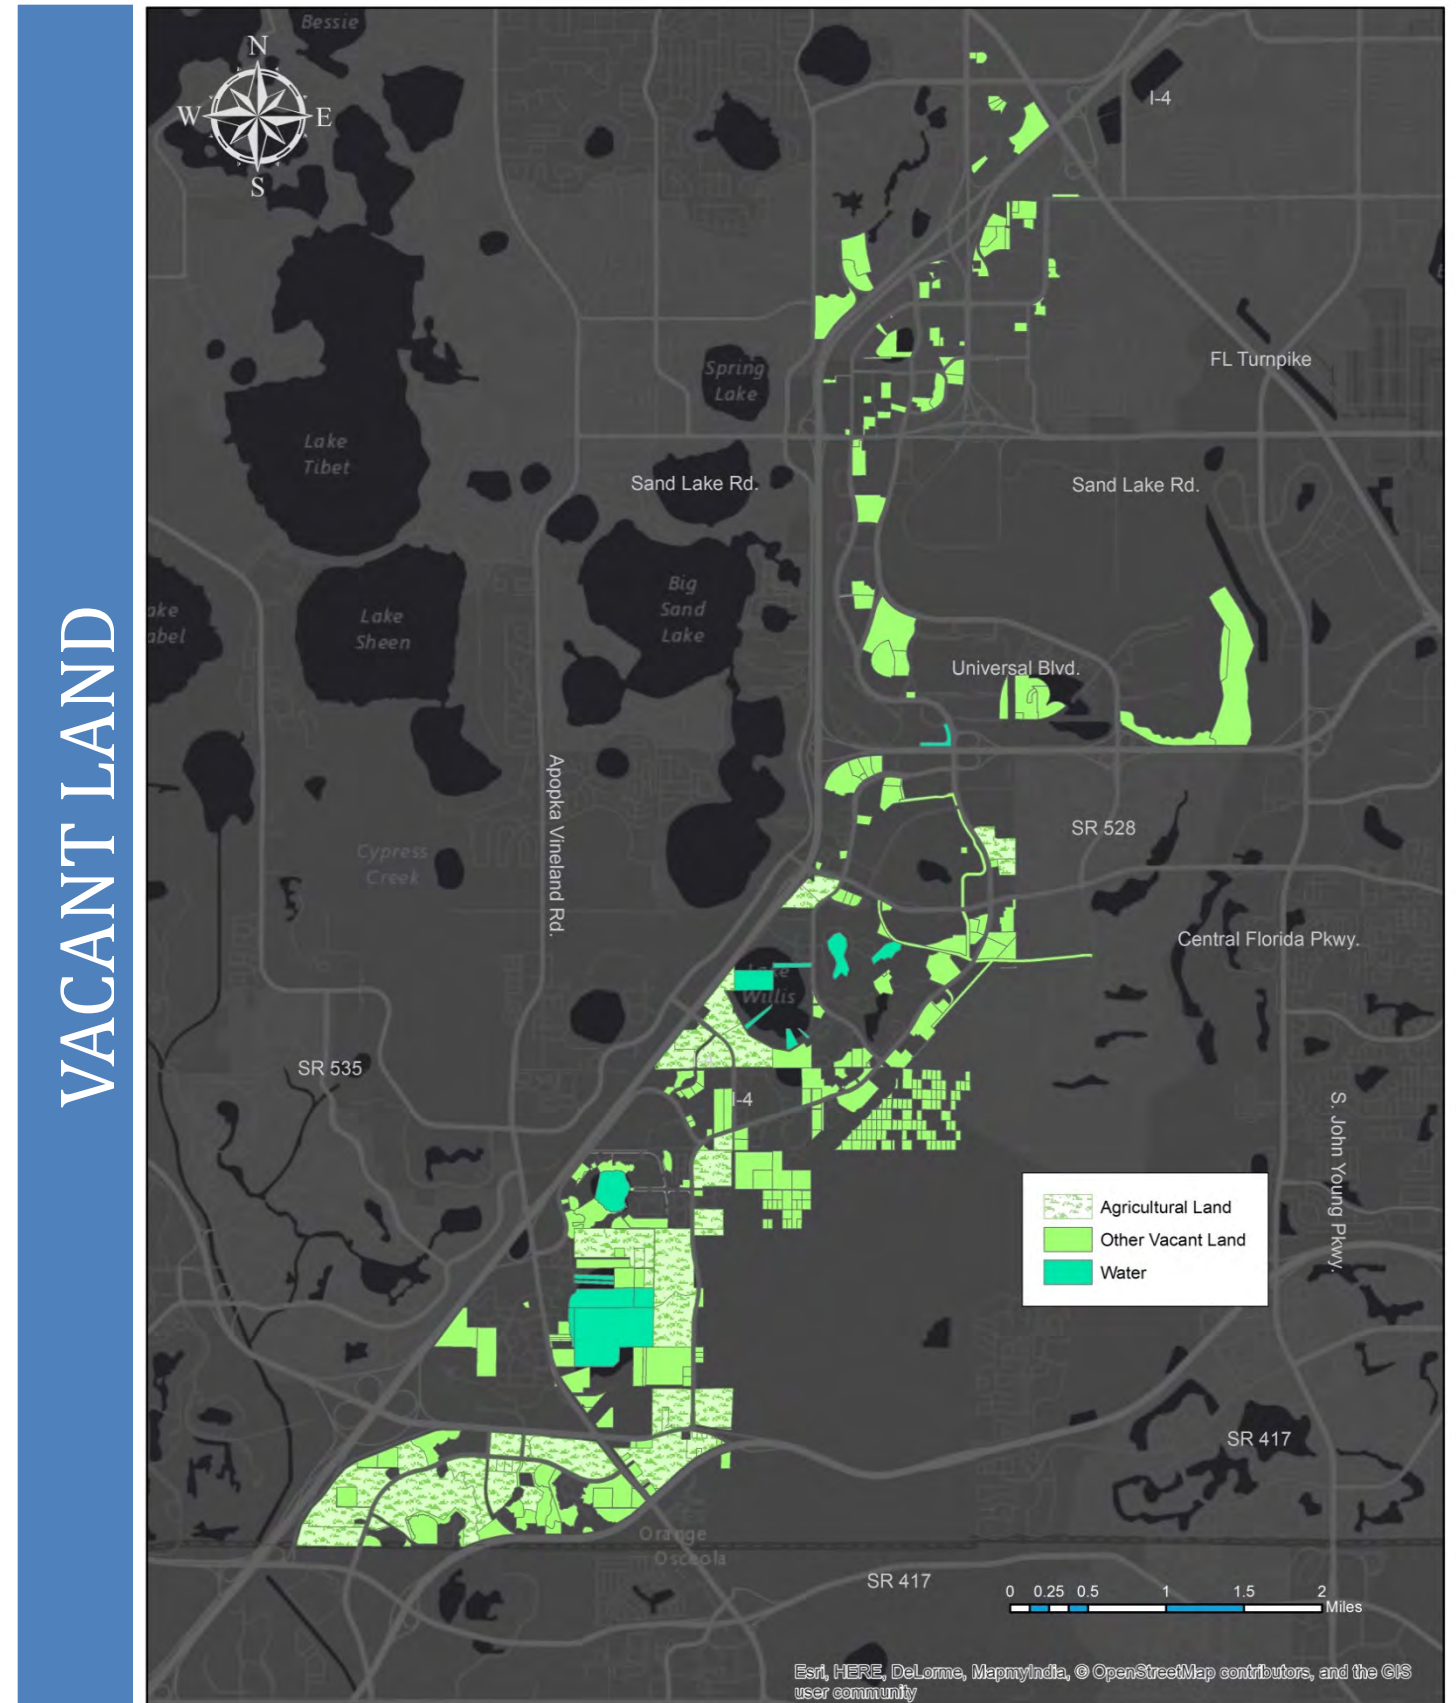 VACANT LAND
Bessie
N
W
E
S
I-4
FL Turnpike
Spring
Lake
Lake
Tibet
Sand Lake Rd.
Sand Lake Rd.
Big
Sand
Lake
Lake
Sheen
Universal Blvd.
Apopka Vineland Rd.
SR 528
Cypress
Creek
Central Florida Pkwy.
Lake
Willis
SR 535
I-4
S. John Young Pkwy.
Agricultural Land
Other Vacant Land
Water
SR 417
Orange
Osceola
SR 417
0 0.25 0.5 1 1.5 2
Miles
Esri, HERE, DeLorme, MapmyIndia, © OpenStreetMap contributors, and the GIS
user community